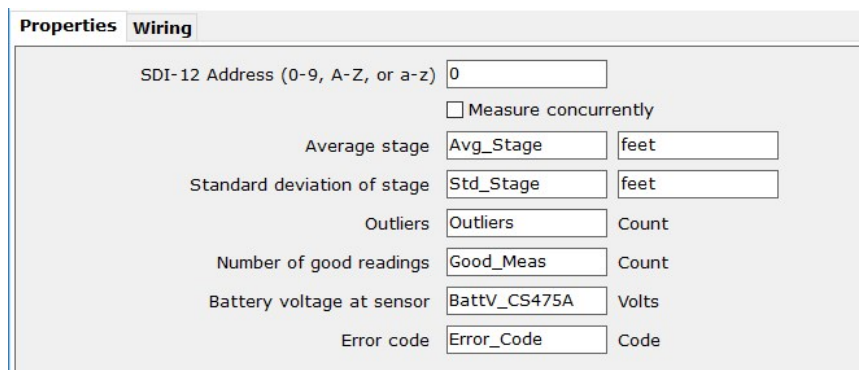 Properties Wiring
SDI-12 Address (0-9, A-Z, or a-z) 0
Measure concurrently
Average stage Avg_Stage feet
Standard deviation of stage Std_Stage feet
Outliers Outliers Count
Number of good readings Good_Meas Count
Battery voltage at sensor BattV_CS475A Volts
Error code Error_Code Code